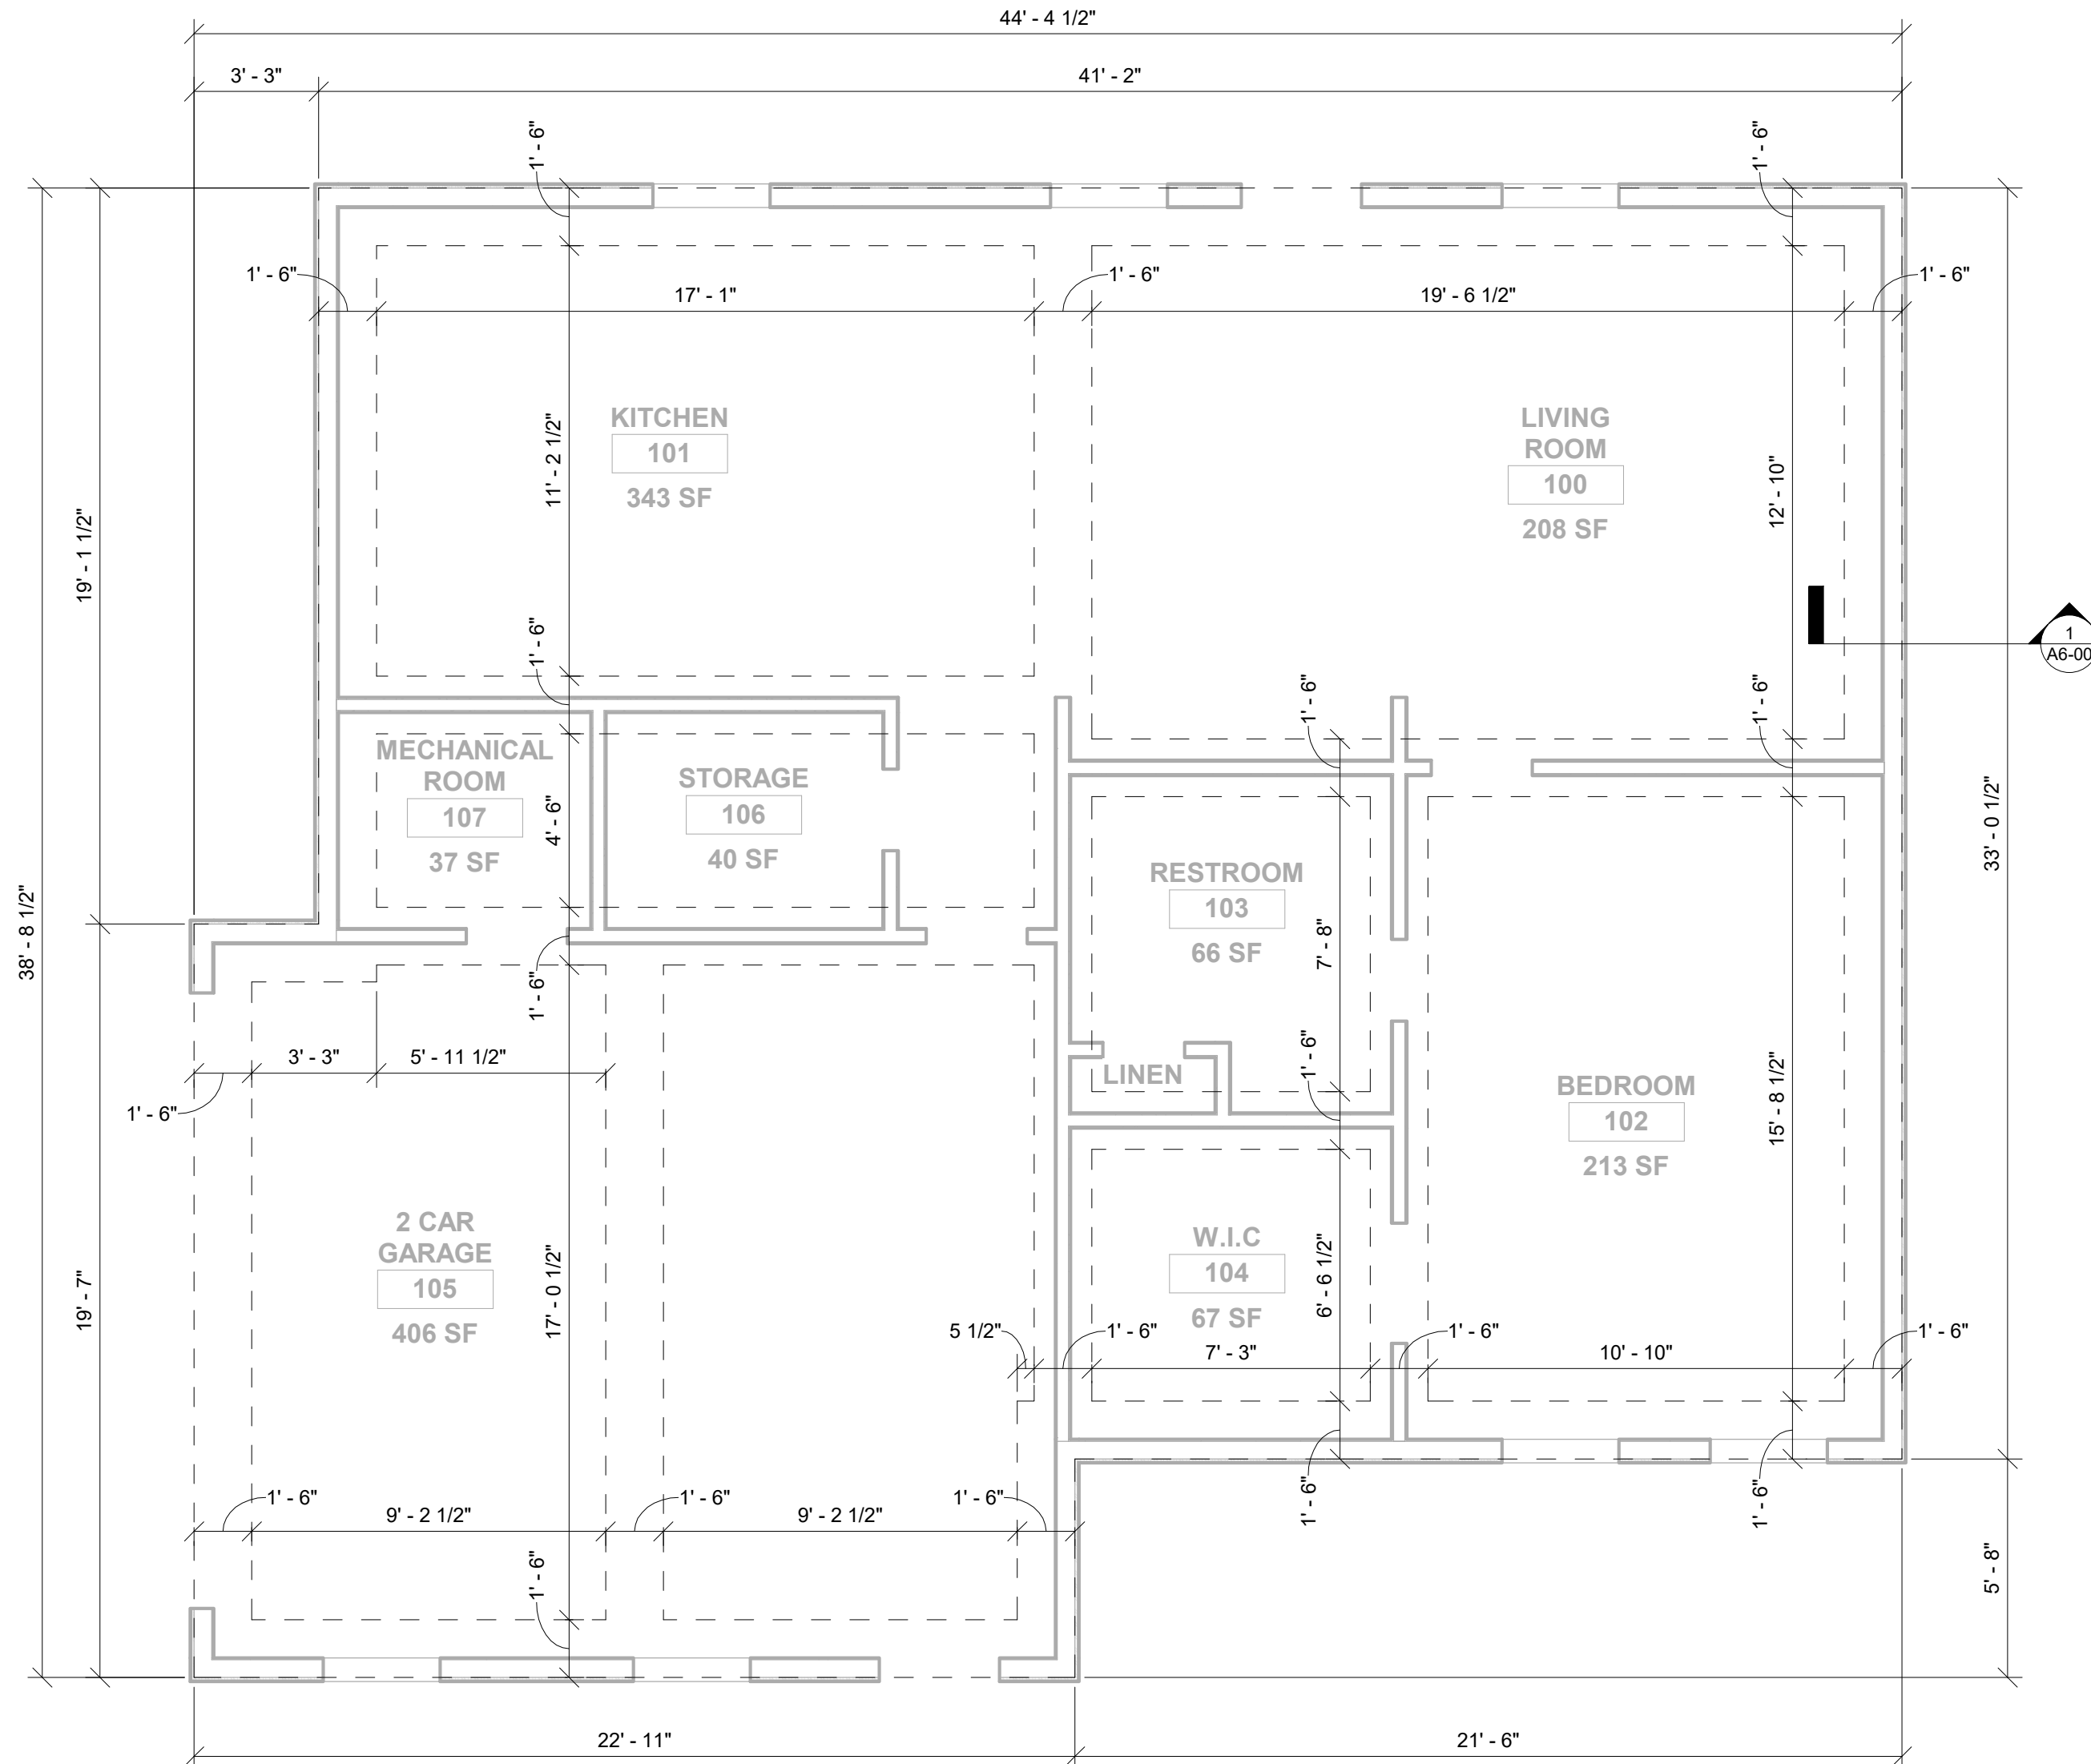 44' - 4 1/2"
3' - 3"
41' - 2"
1' - 6"
1' - 6"
1' - 6"
1' - 6"
1' - 6"
17' - 1"
19' - 6 1/2"
KITCHEN
101
343 SF
11' - 2 1/2"
LIVING
ROOM
100
208 SF
12' - 10"
19' - 1 1/2"
1
A6-00
1' - 6"
1' - 6"
1' - 6"
MECHANICAL
ROOM
107
37 SF
4' - 6"
STORAGE
106
40 SF
RESTROOM
103
66 SF
7' - 8"
33' - 0 1/2"
38' - 8 1/2"
1' - 6"
3' - 3"
5' - 11 1/2"
1' - 6"
LINEN
1' - 6"
BEDROOM
102
213 SF
15' - 8 1/2"
2 CAR
GARAGE
105
406 SF
17' - 0 1/2"
19' - 7"
W.I.C
104
67 SF
6' - 6 1/2"
5 1/2"
1' - 6"
7' - 3"
1' - 6"
10' - 10"
1' - 6"
1' - 6"
9' - 2 1/2"
1' - 6"
9' - 2 1/2"
1' - 6"
1' - 6"
1' - 6"
1' - 6"
5' - 8"
22' - 11"
21' - 6"